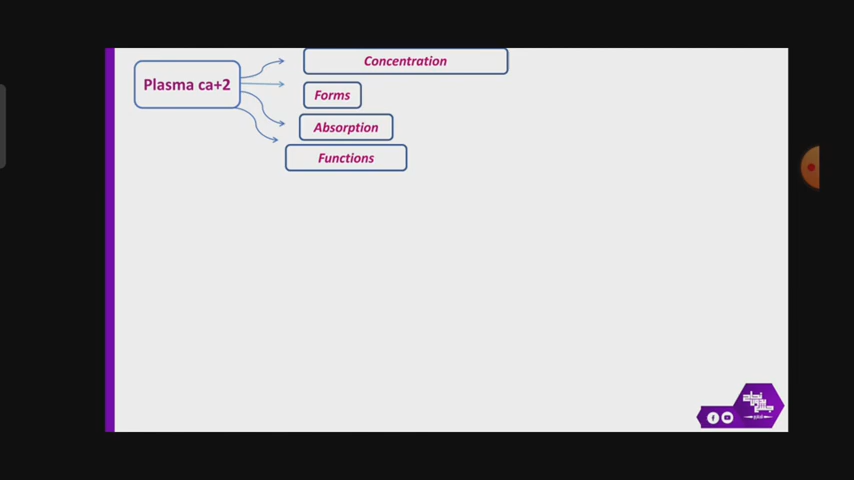 Plasma ca+2
Concentration
Forms
Absorption
Functions